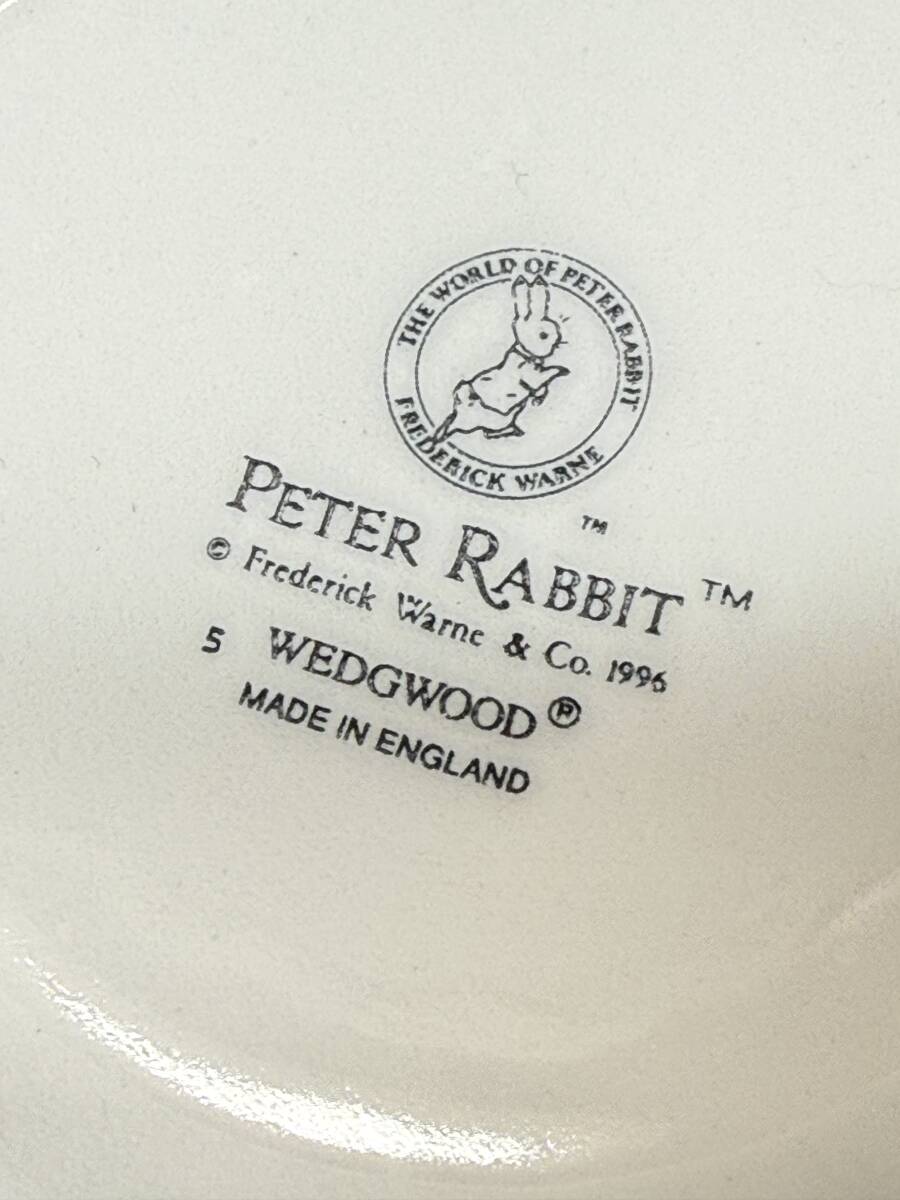 THE WORLD OF PETER RABBIT
FREDERICK WARNE
TM
PETER RABBIT TM
© Frederick Warne & Co. 1996
5 WEDGWOOD®
MADE IN ENGLAND